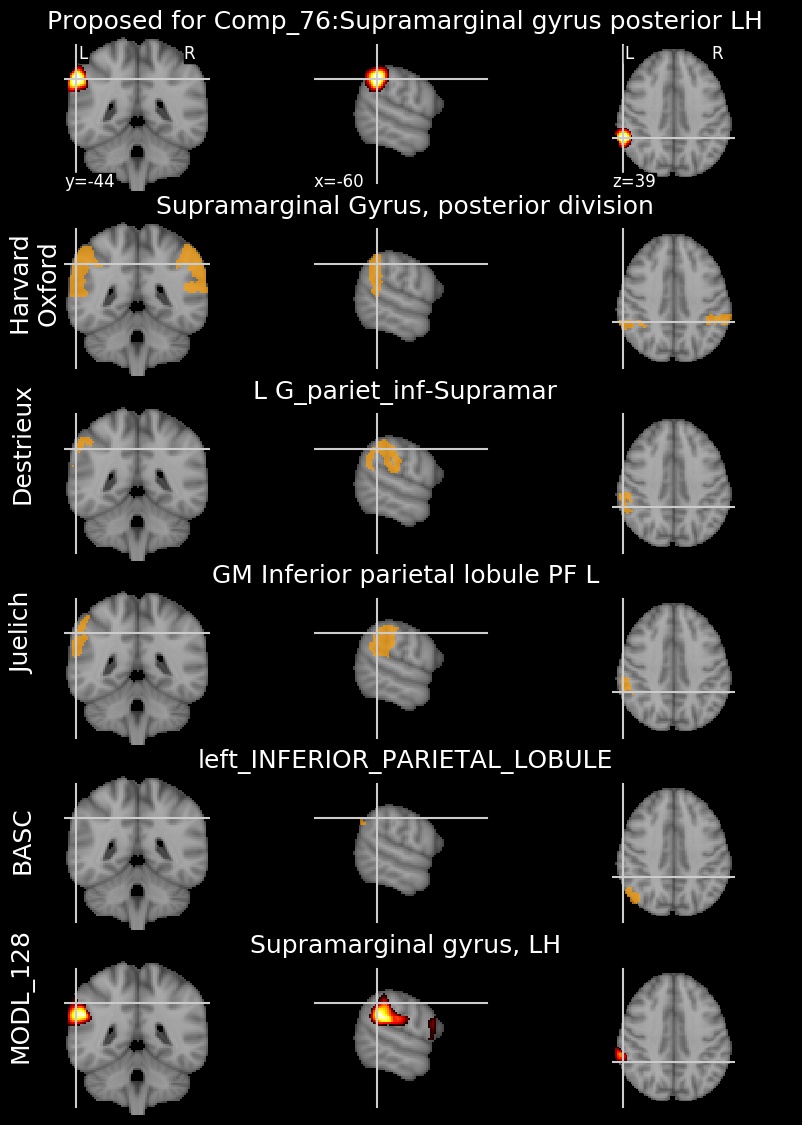 Proposed for Comp_76:Supramarginal gyrus posterior LH
L R
L R
y=-44 x=-60 z=39
Supramarginal Gyrus, posterior division
Harvard
Oxford
L G_pariet_inf-Supramar
Destrieux
GM Inferior parietal lobule PF L
Juelich
left_INFERIOR_PARIETAL_LOBULE
BASC
Supramarginal gyrus, LH
MODL_128